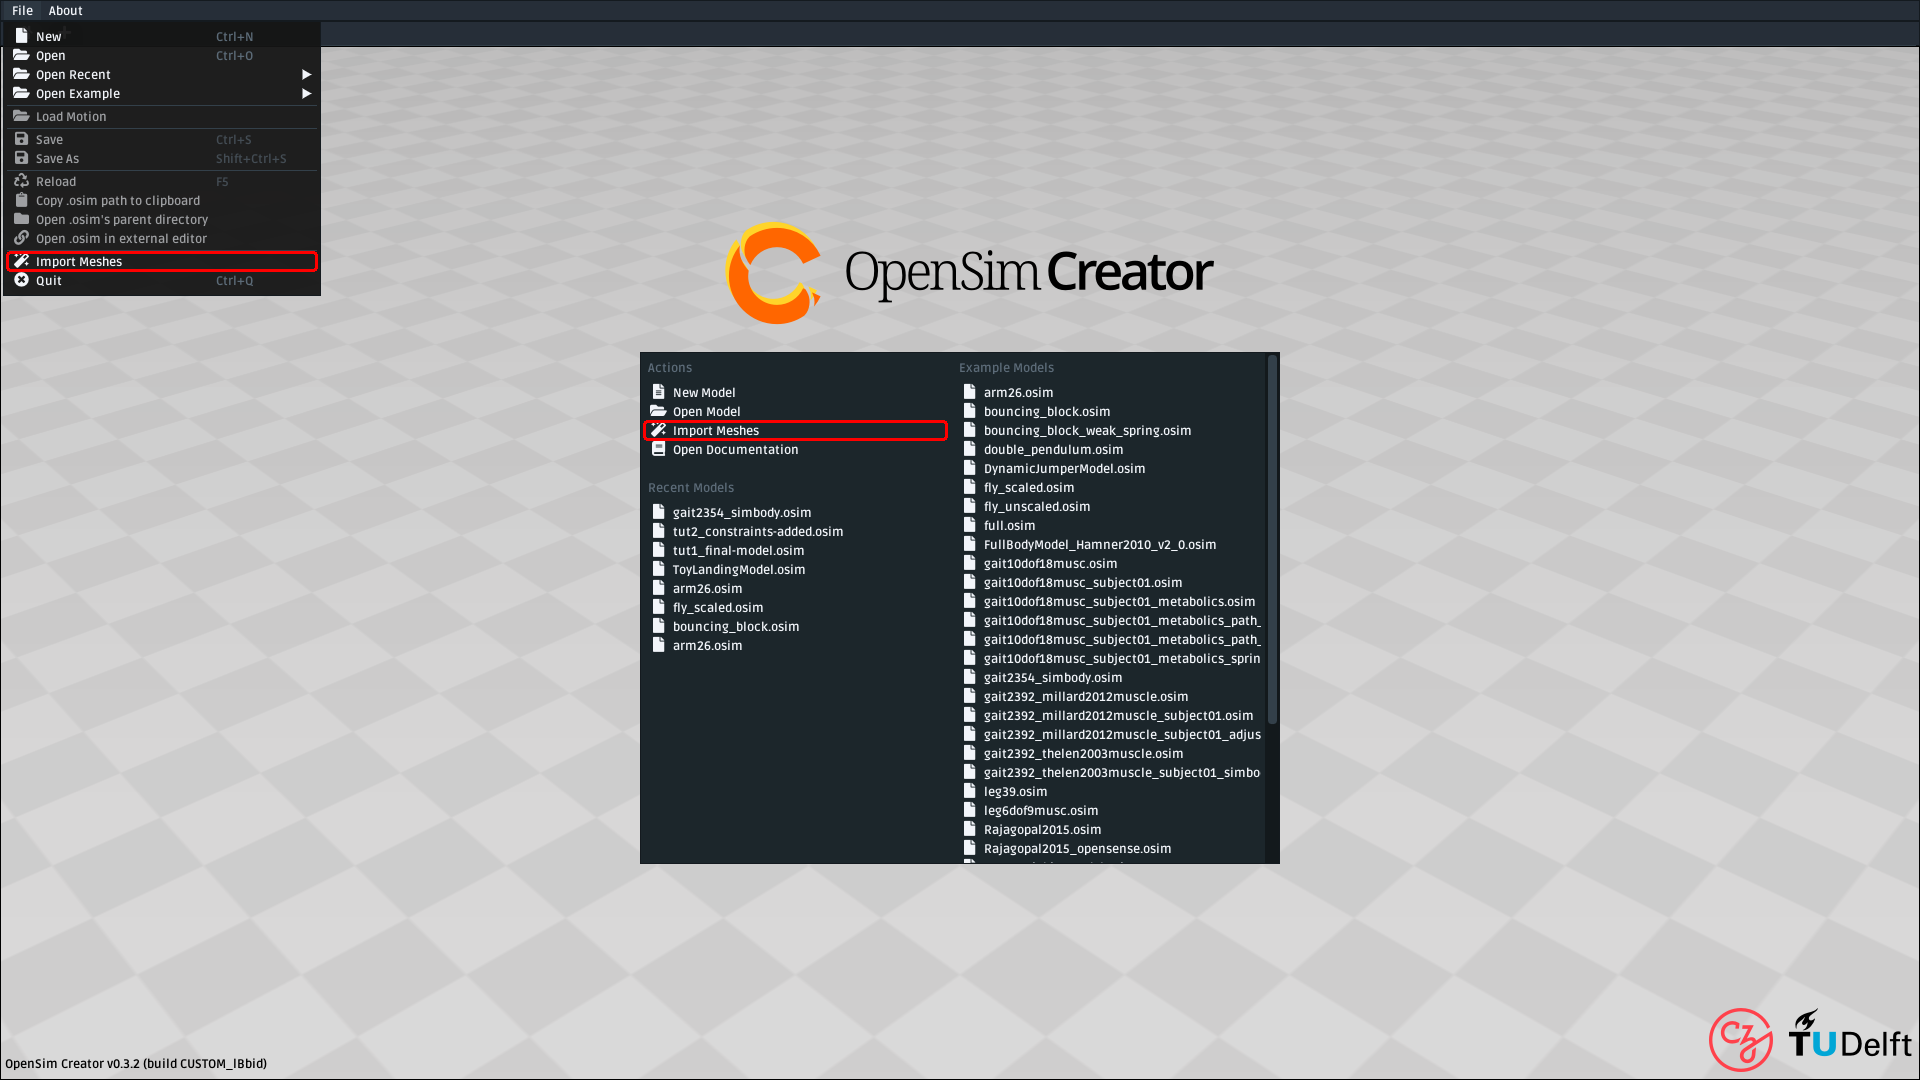 File About
New Ctrl+N
Open Ctrl+O
Open Recent
Open Example
Load Motion
Save Ctrl+S
Save As Shift+Ctrl+S
Reload F5
Copy .osim path to clipboard
Open .osim's parent directory
Open .osim in external editor
Import Meshes
Quit Ctrl+Q
OpenSim Creator
Actions
New Model
Open Model
Import Meshes
Open Documentation
Recent Models
gait2354_simbody.osim
tut2_constraints-added.osim
tut1_final-model.osim
ToyLandingModel.osim
arm26.osim
fly_scaled.osim
bouncing_block.osim
arm26.osim
Example Models
arm26.osim
bouncing_block.osim
bouncing_block_weak_spring.osim
double_pendulum.osim
DynamicJumperModel.osim
fly_scaled.osim
fly_unscaled.osim
full.osim
FullBodyModel_Hamner2010_v2_0.osim
gait10dof18musc.osim
gait10dof18musc_subject01.osim
gait10dof18musc_subject01_metabolics.osim
gait10dof18musc_subject01_metabolics_path_
gait10dof18musc_subject01_metabolics_path_
gait10dof18musc_subject01_metabolics_sprin
gait2354_simbody.osim
gait2392_millard2012muscle.osim
gait2392_millard2012muscle_subject01.osim
gait2392_millard2012muscle_subject01_adjus
gait2392_thelen2003muscle.osim
gait2392_thelen2003muscle_subject01_simbo
leg39.osim
leg6dof9musc.osim
Rajagopal2015.osim
Rajagopal2015_opensense.osim
OpenSim Creator v0.3.2 (build CUSTOM_lBbid)
CZI
TUDelft